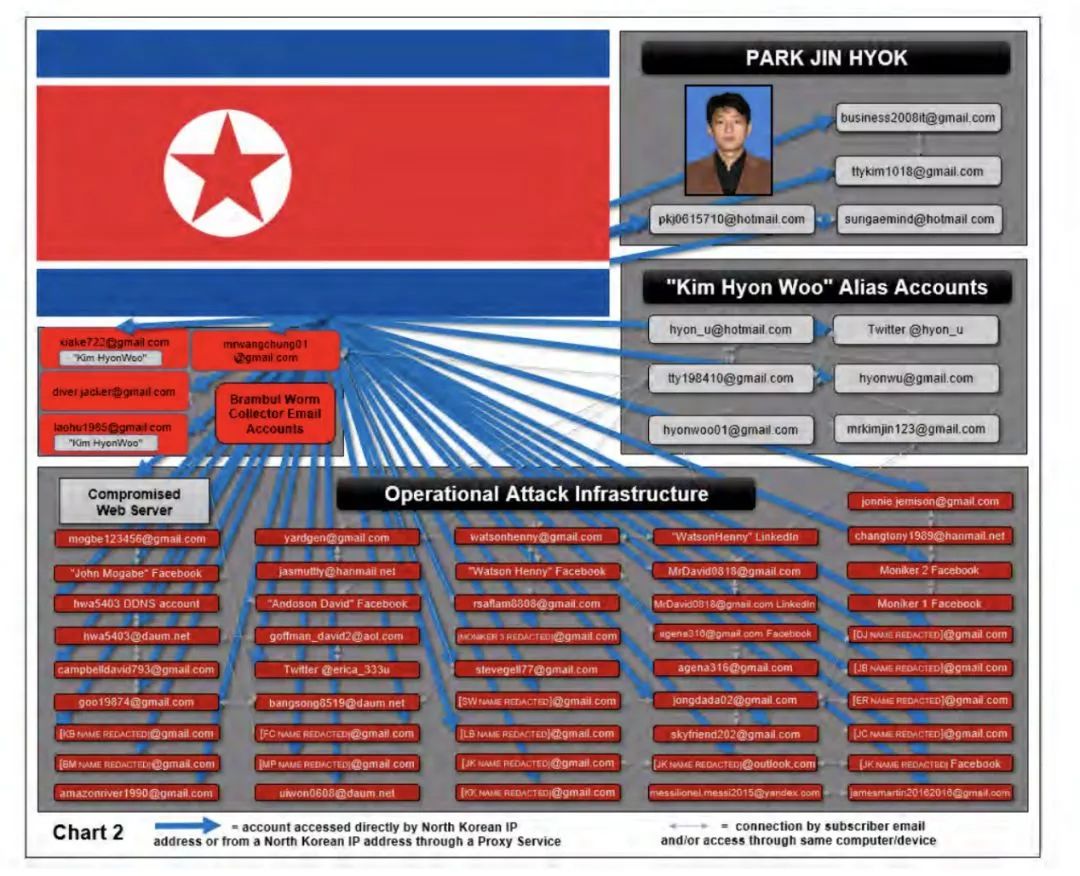 PARK JIN HYOK
business2008it@gmail.com
ttykim1018@gmail.com
pkj0615710@hotmail.com
surigaemind@hotmail.com
"Kim Hyon Woo" Alias Accounts
hyon_u@hotmail.com
Twitter @hyon_u
tty198410@gmail.com
hyonwu@gmail.com
hyonwoo01@gmail.com
mrkimjin123@gmail.com
xiake722@gmail.com
"Kim HyonWoo"
mrwangchung01
@gmail.com
diver.jacker@gmail.com
laohu1985@gmail.com
"Kim HyonWoo"
Brambul Worm
Collector Email
Accounts
Compromised
Web Server
Operational Attack Infrastructure
jonnie.jemison@gmail.com
mogbe123456@gmail.com
yardgen@gmail.com
watsonhenny@gmail.com
"WatsonHenny" LinkedIn
changtony1989@hanmail.net
"John Mogabe" Facebook
jasmuttly@hanmail.net
"Watson Henny" Facebook
MrDavid0818@gmail.com
Moniker 2 Facebook
hwa5403 DDNS account
"Andoson David" Facebook
rsaflam8808@gmail.com
MrDavid0818@gmail.com LinkedIn
Moniker 1 Facebook
hwa5403@daum.net
goffman_david2@aol.com
[MONIKER 3 REDACTED]@gmail.com
agena316@gmail.com Facebook
[DJ NAME REDACTED]@gmail.com
campbelldavid793@gmail.com
Twitter @erica_333u
stevegell77@gmail.com
agena316@gmail.com
[JB NAME REDACTED]@gmail.com
goo19874@gmail.com
bangsong8519@daum.net
[SW NAME REDACTED]@gmail.com
jongdada02@gmail.com
[ER NAME REDACTED]@gmail.com
[KB NAME REDACTED]@gmail.com
[FC NAME REDACTED]@gmail.com
[LB NAME REDACTED]@gmail.com
skyfriend202@gmail.com
[JC NAME REDACTED]@gmail.com
[BM NAME REDACTED]@gmail.com
[MP NAME REDACTED]@gmail.com
[JK NAME REDACTED]@gmail.com
[JK NAME REDACTED]@outlook.com
[JK NAME REDACTED] Facebook
amazonriver1990@gmail.com
uiwon0608@daum.net
[KK NAME REDACTED]@gmail.com
messilionel.messi2015@yandex.com
jamesmartin20162016@gmail.com
Chart 2
= account accessed directly by North Korean IP
address or from a North Korean IP address through a Proxy Service
= connection by subscriber email
and/or access through same computer/device